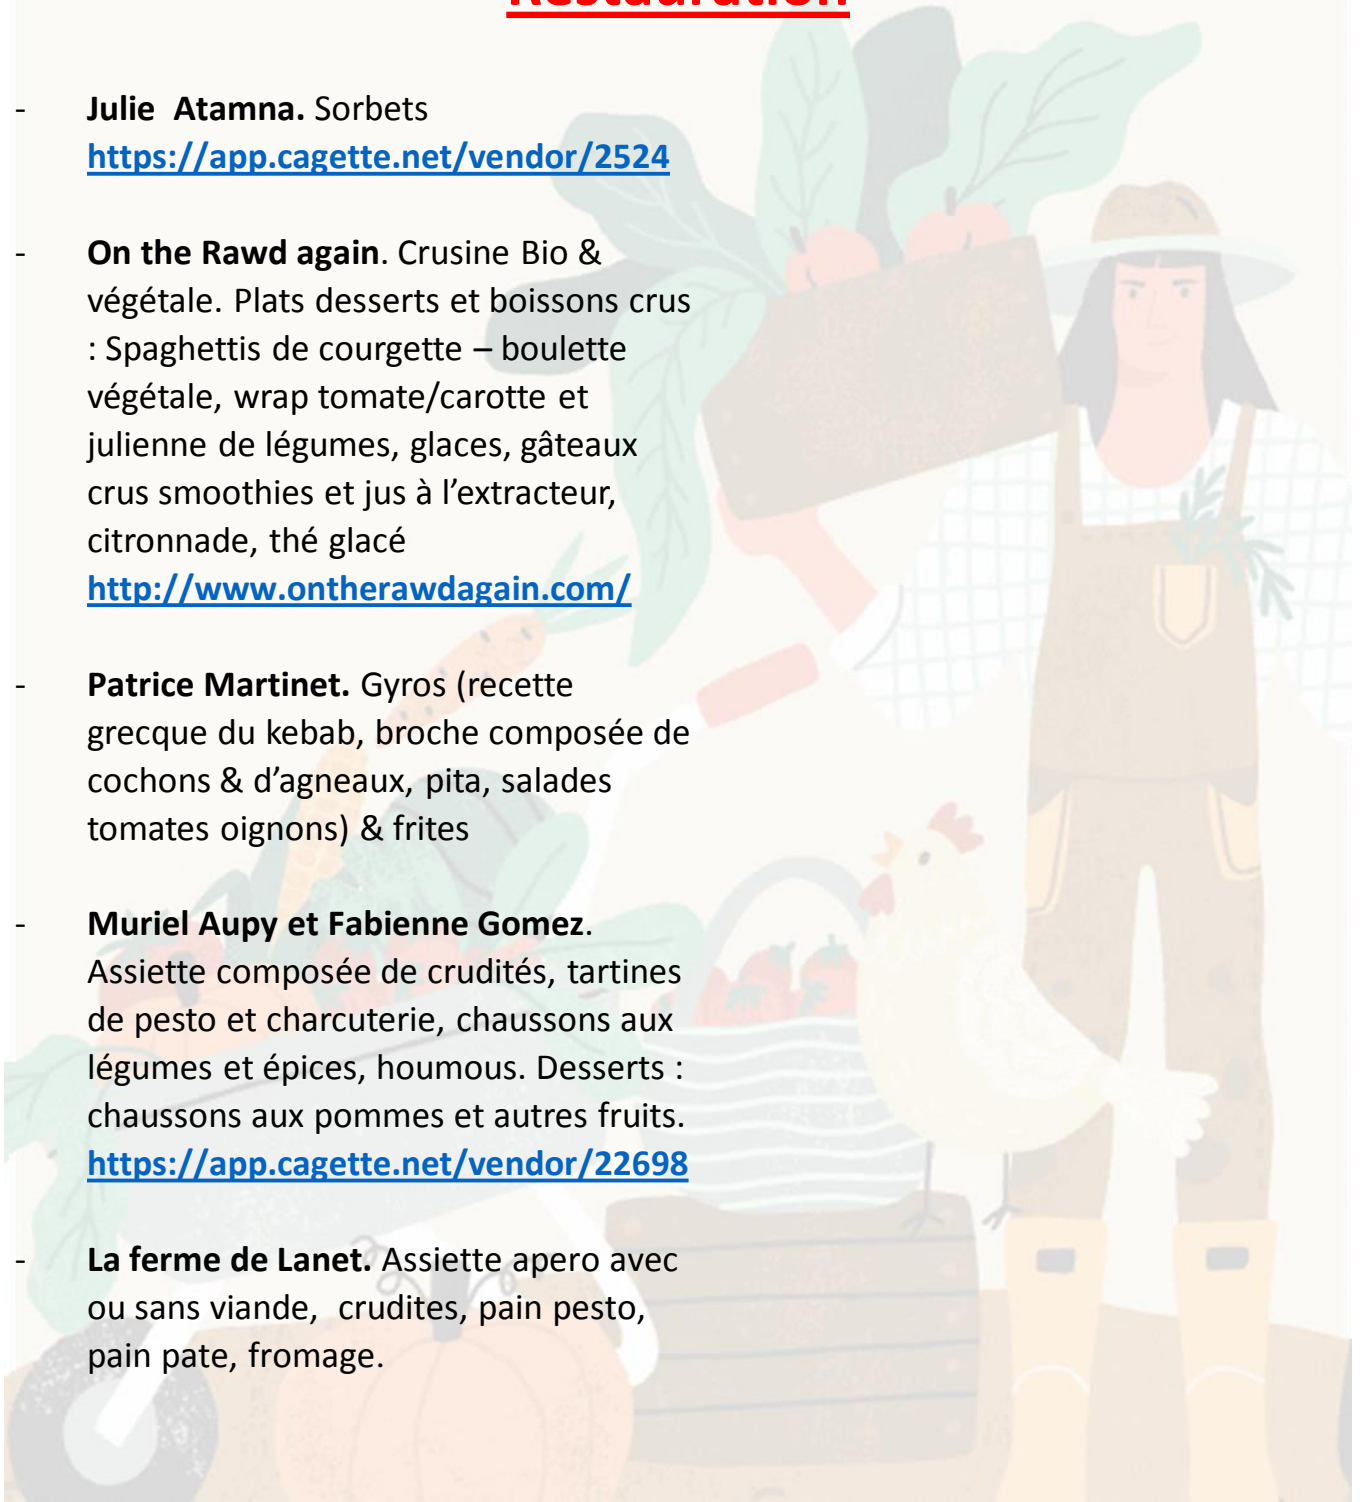 Restauration
- Julie Atamna. Sorbets
https://app.cagette.net/vendor/2524
- On the Rawd again. Crusine Bio &
végétale. Plats desserts et boissons crus
: Spaghettis de courgette – boulette
végétale, wrap tomate/carotte et
julienne de légumes, glaces, gâteaux
crus smoothies et jus à l’extracteur,
citronnade, thé glacé
http://www.ontherawdagain.com/
- Patrice Martinet. Gyros (recette
grecque du kebab, broche composée de
cochons & d’agneaux, pita, salades
tomates oignons) & frites
- Muriel Aupy et Fabienne Gomez.
Assiette composée de crudités, tartines
de pesto et charcuterie, chaussons aux
légumes et épices, houmous. Desserts :
chaussons aux pommes et autres fruits.
https://app.cagette.net/vendor/22698
- La ferme de Lanet. Assiette apero avec
ou sans viande, crudites, pain pesto,
pain pate, fromage.